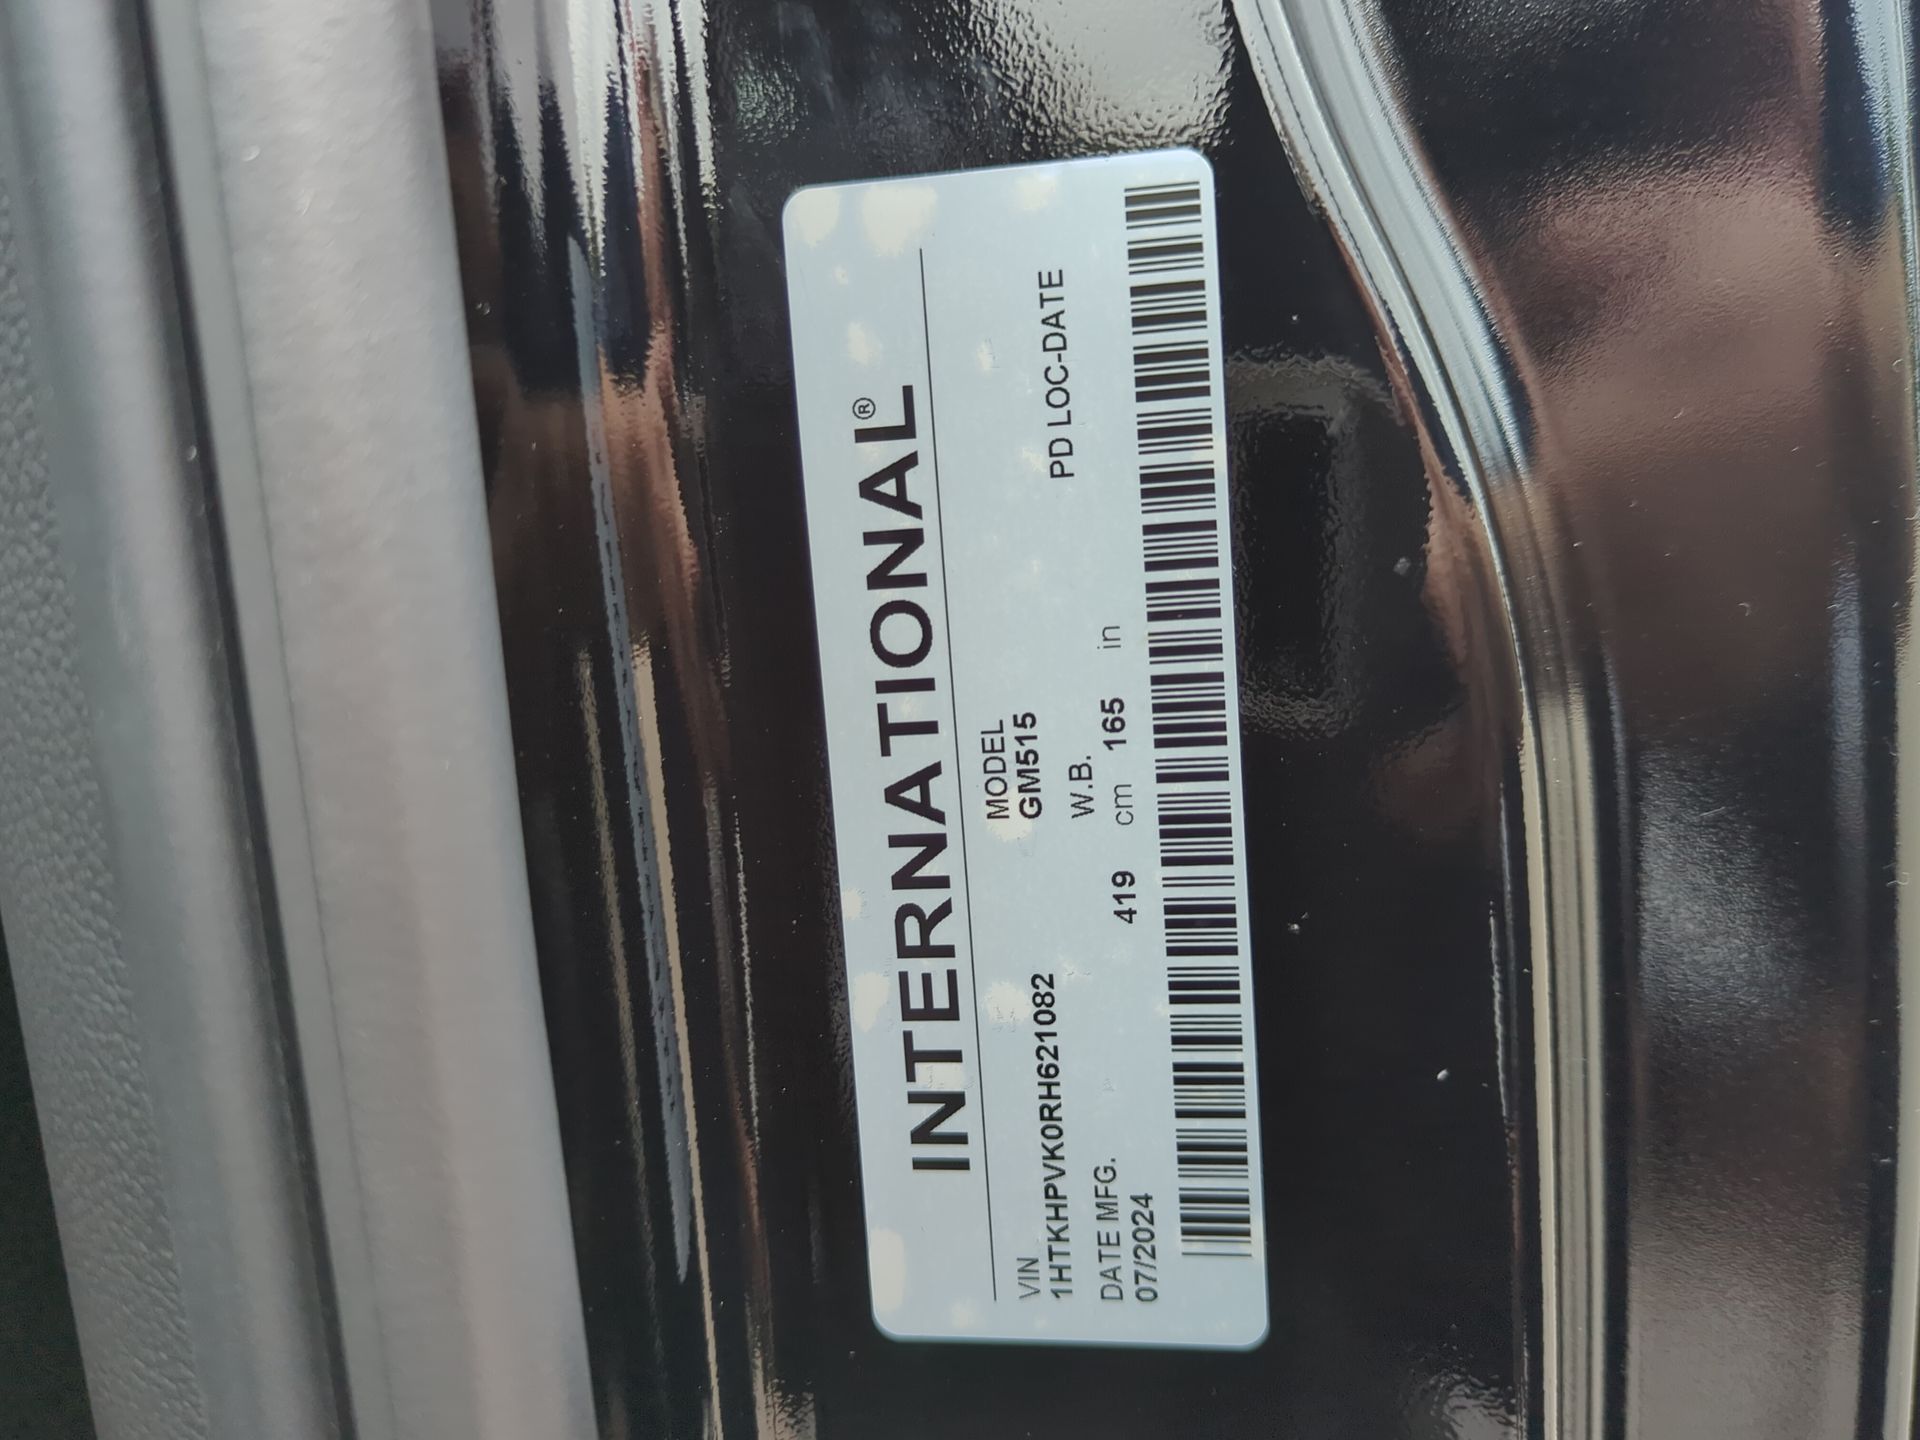 INTERNATIONAL®
VIN MODEL
1HTKHPVK0RH621082 GM515
DATE MFG. W.B. PD LOC-DATE
07/2024 419 cm 165 in